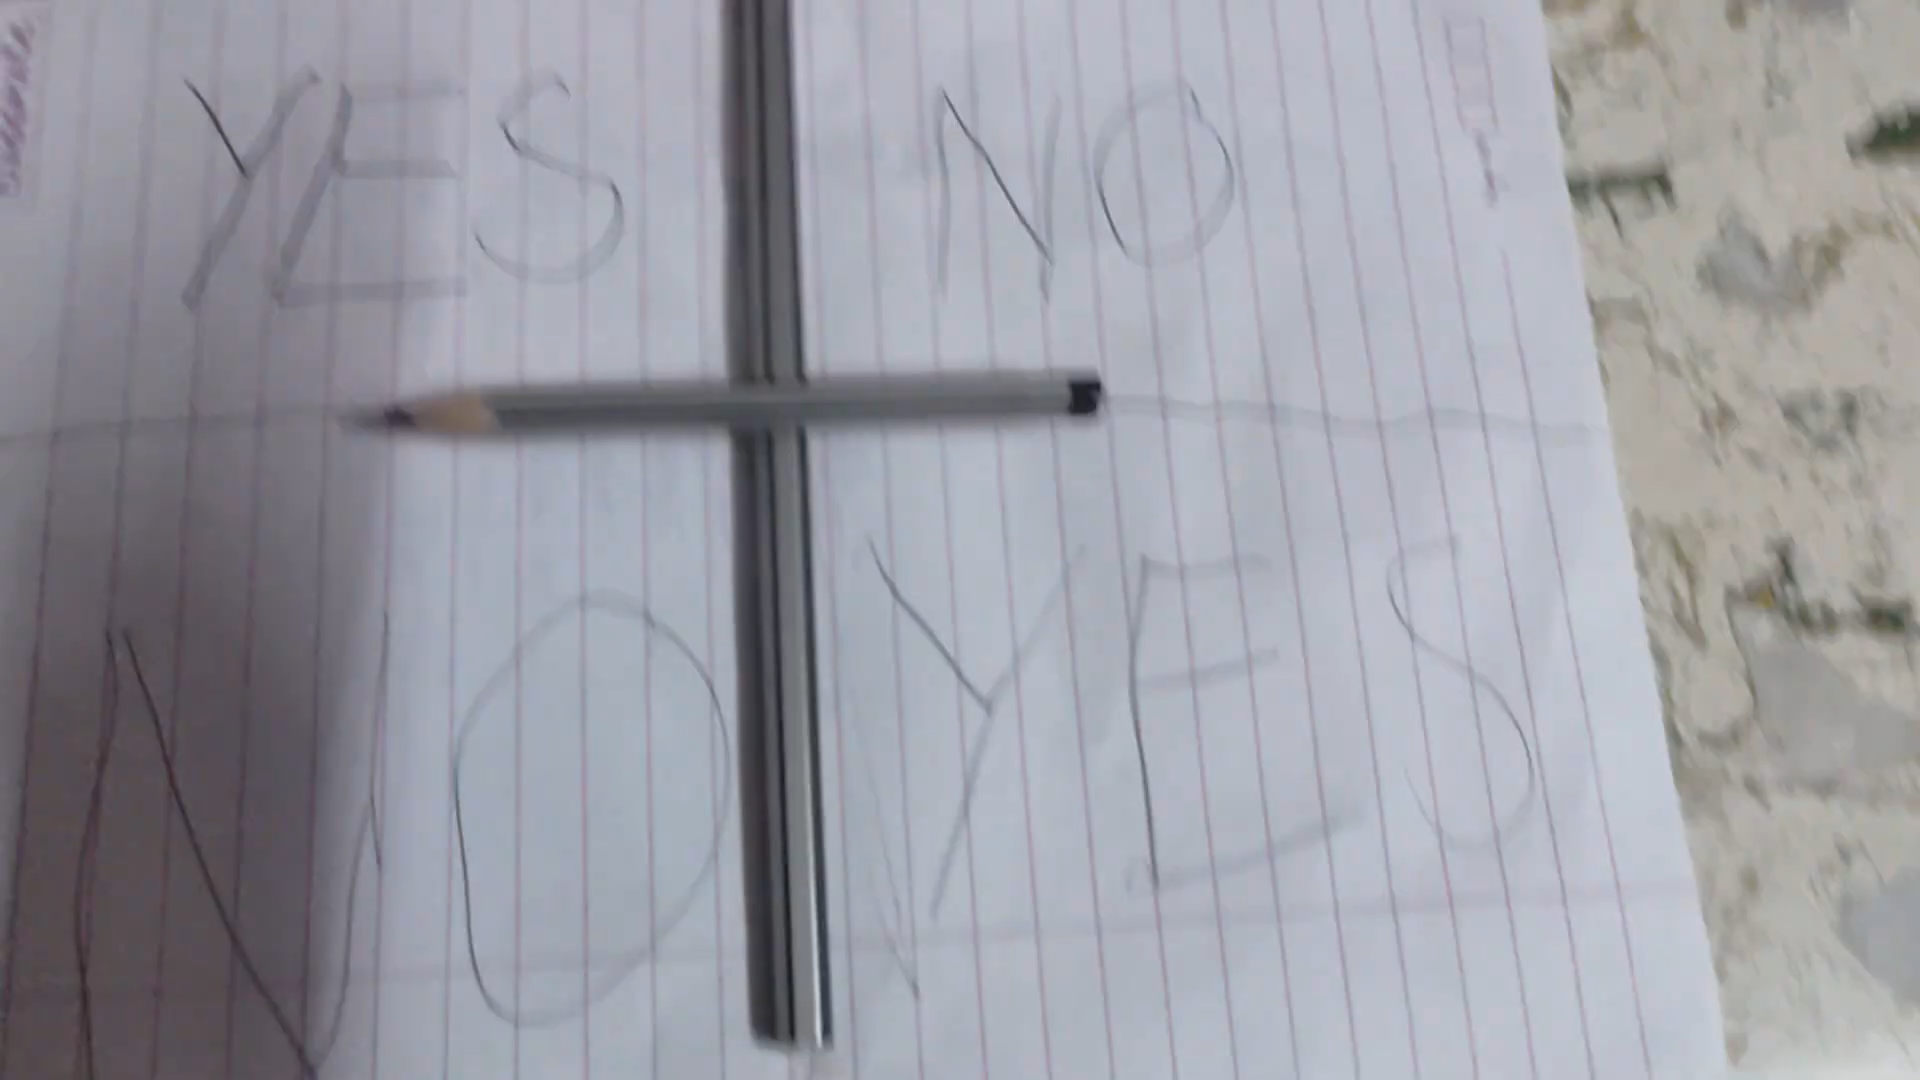 YES NO
NO YES